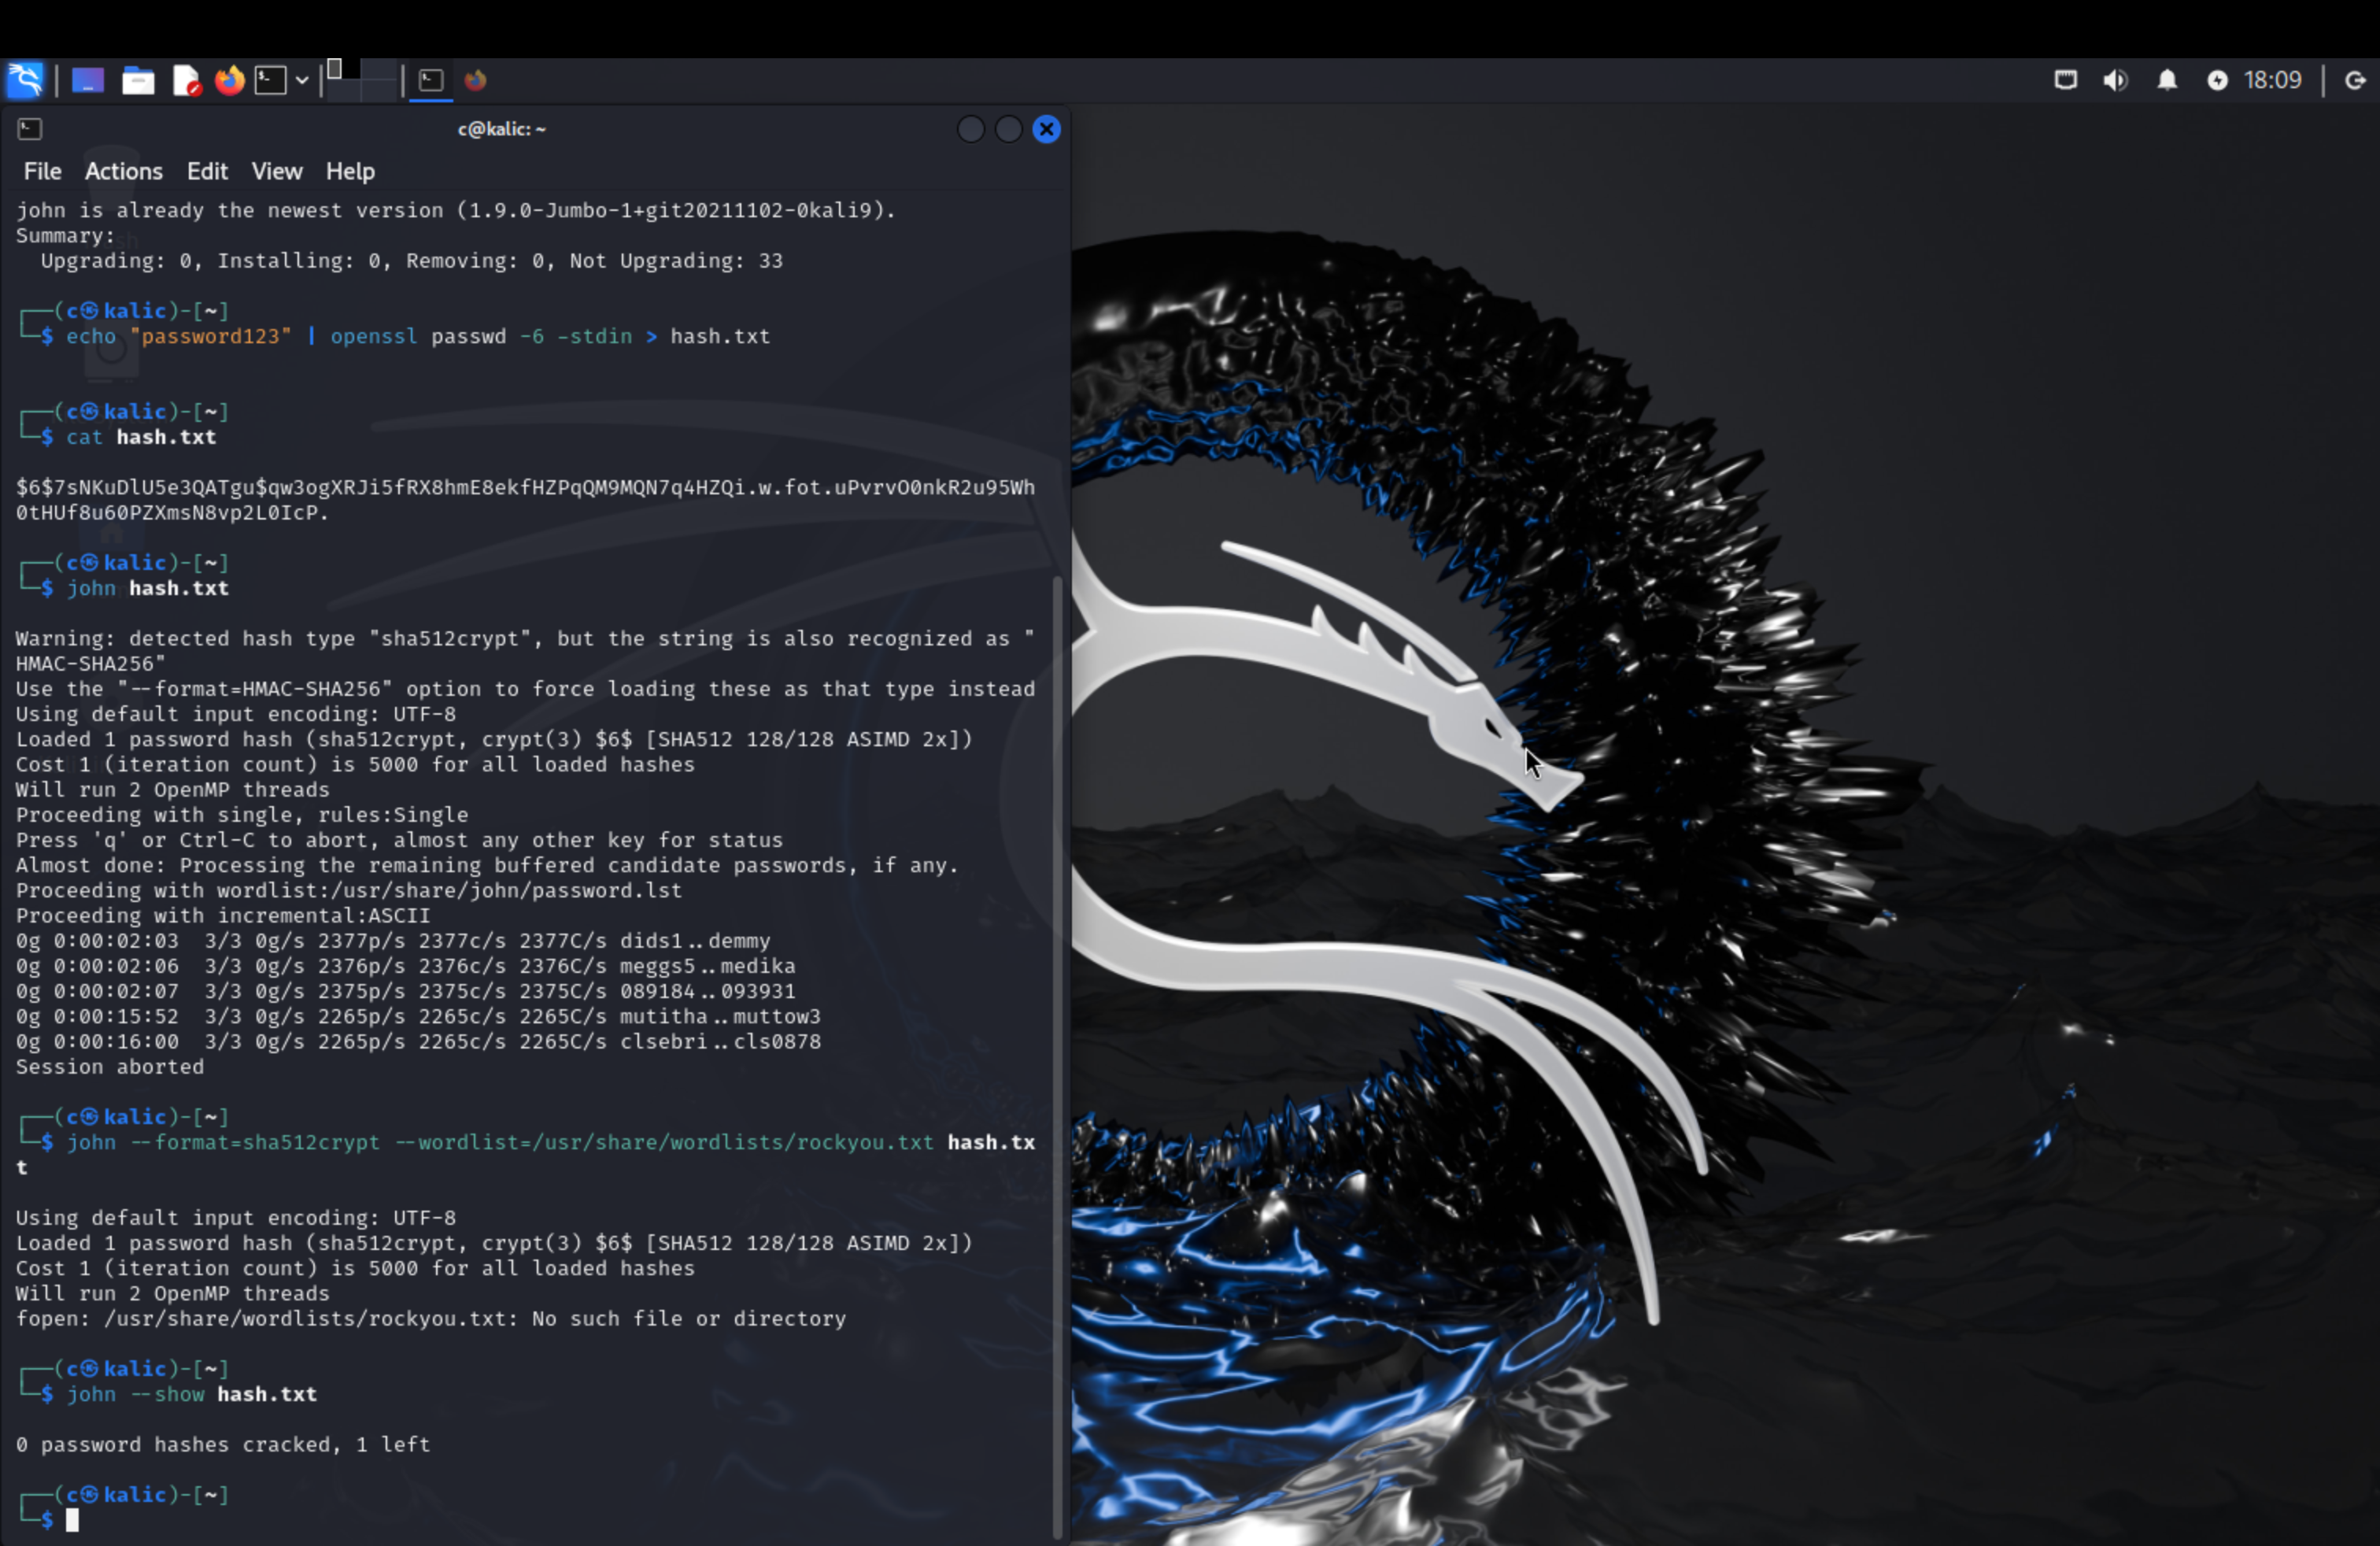 18:09
c@kalic: ~
File Actions Edit View Help
john is already the newest version (1.9.0-Jumbo-1+git20211102-0kali9).
Summary:
  Upgrading: 0, Installing: 0, Removing: 0, Not Upgrading: 33
┌──(c㉿kalic)-[~]
└─$ echo "password123" | openssl passwd -6 -stdin > hash.txt
┌──(c㉿kalic)-[~]
└─$ cat hash.txt
$6$7sNKuDlU5e3QATgu$qw3ogXRJi5fRX8hmE8ekfHZPqQM9MQN7q4HZQi.w.fot.uPvrvO0nkR2u95Wh
0tHUf8u60PZXmsN8vp2L0IcP.
┌──(c㉿kalic)-[~]
└─$ john hash.txt
Warning: detected hash type "sha512crypt", but the string is also recognized as "
HMAC-SHA256"
Use the "--format=HMAC-SHA256" option to force loading these as that type instead
Using default input encoding: UTF-8
Loaded 1 password hash (sha512crypt, crypt(3) $6$ [SHA512 128/128 ASIMD 2x])
Cost 1 (iteration count) is 5000 for all loaded hashes
Will run 2 OpenMP threads
Proceeding with single, rules:Single
Press 'q' or Ctrl-C to abort, almost any other key for status
Almost done: Processing the remaining buffered candidate passwords, if any.
Proceeding with wordlist:/usr/share/john/password.lst
Proceeding with incremental:ASCII
0g 0:00:02:03  3/3 0g/s 2377p/s 2377c/s 2377C/s dids1..demmy
0g 0:00:02:06  3/3 0g/s 2376p/s 2376c/s 2376C/s meggs5..medika
0g 0:00:02:07  3/3 0g/s 2375p/s 2375c/s 2375C/s 089184..093931
0g 0:00:15:52  3/3 0g/s 2265p/s 2265c/s 2265C/s mutitha..muttow3
0g 0:00:16:00  3/3 0g/s 2265p/s 2265c/s 2265C/s clsebri..cls0878
Session aborted
┌──(c㉿kalic)-[~]
└─$ john --format=sha512crypt --wordlist=/usr/share/wordlists/rockyou.txt hash.tx
t
Using default input encoding: UTF-8
Loaded 1 password hash (sha512crypt, crypt(3) $6$ [SHA512 128/128 ASIMD 2x])
Cost 1 (iteration count) is 5000 for all loaded hashes
Will run 2 OpenMP threads
fopen: /usr/share/wordlists/rockyou.txt: No such file or directory
┌──(c㉿kalic)-[~]
└─$ john --show hash.txt
0 password hashes cracked, 1 left
┌──(c㉿kalic)-[~]
└─$